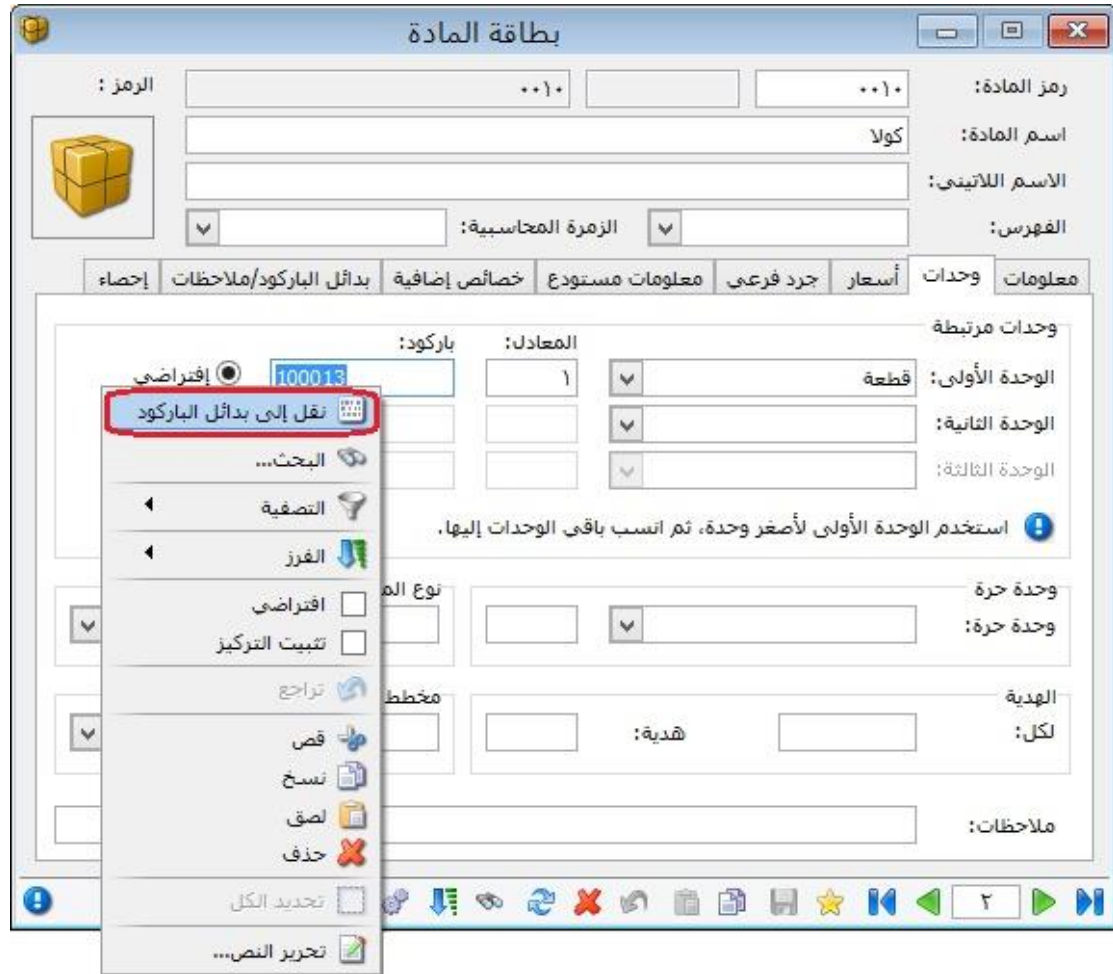 بطاقة المادة
رمز المادة: ٠٠١٠ ٠٠١٠ الرمز :
اسم المادة: كولا
الاسم اللاتيني:
الفهرس: الزمرة المحاسبية:
معلومات وحدات أسعار جرد فرعي معلومات مستودع خصائص إضافية بدائل الباركود/ملاحظات إحصاء
وحدات مرتبطة
المعادل: باركود:
الوحدة الأولى: قطعة ١ 100013 إفتراضي
الوحدة الثانية:
الوحدة الثالثة:
استخدم الوحدة الأولى لأصغر وحدة، ثم انسب باقي الوحدات إليها.
وحدة حرة
وحدة حرة:
نوع
الهدية
لكل: هدية:
مخطط
ملاحظات:
٢
نقل إلى بدائل الباركود
البحث...
التصفية
الفرز
افتراضي
تثبيت التركيز
تراجع
قص
نسخ
لصق
حذف
تحديد الكل
تحرير النص...